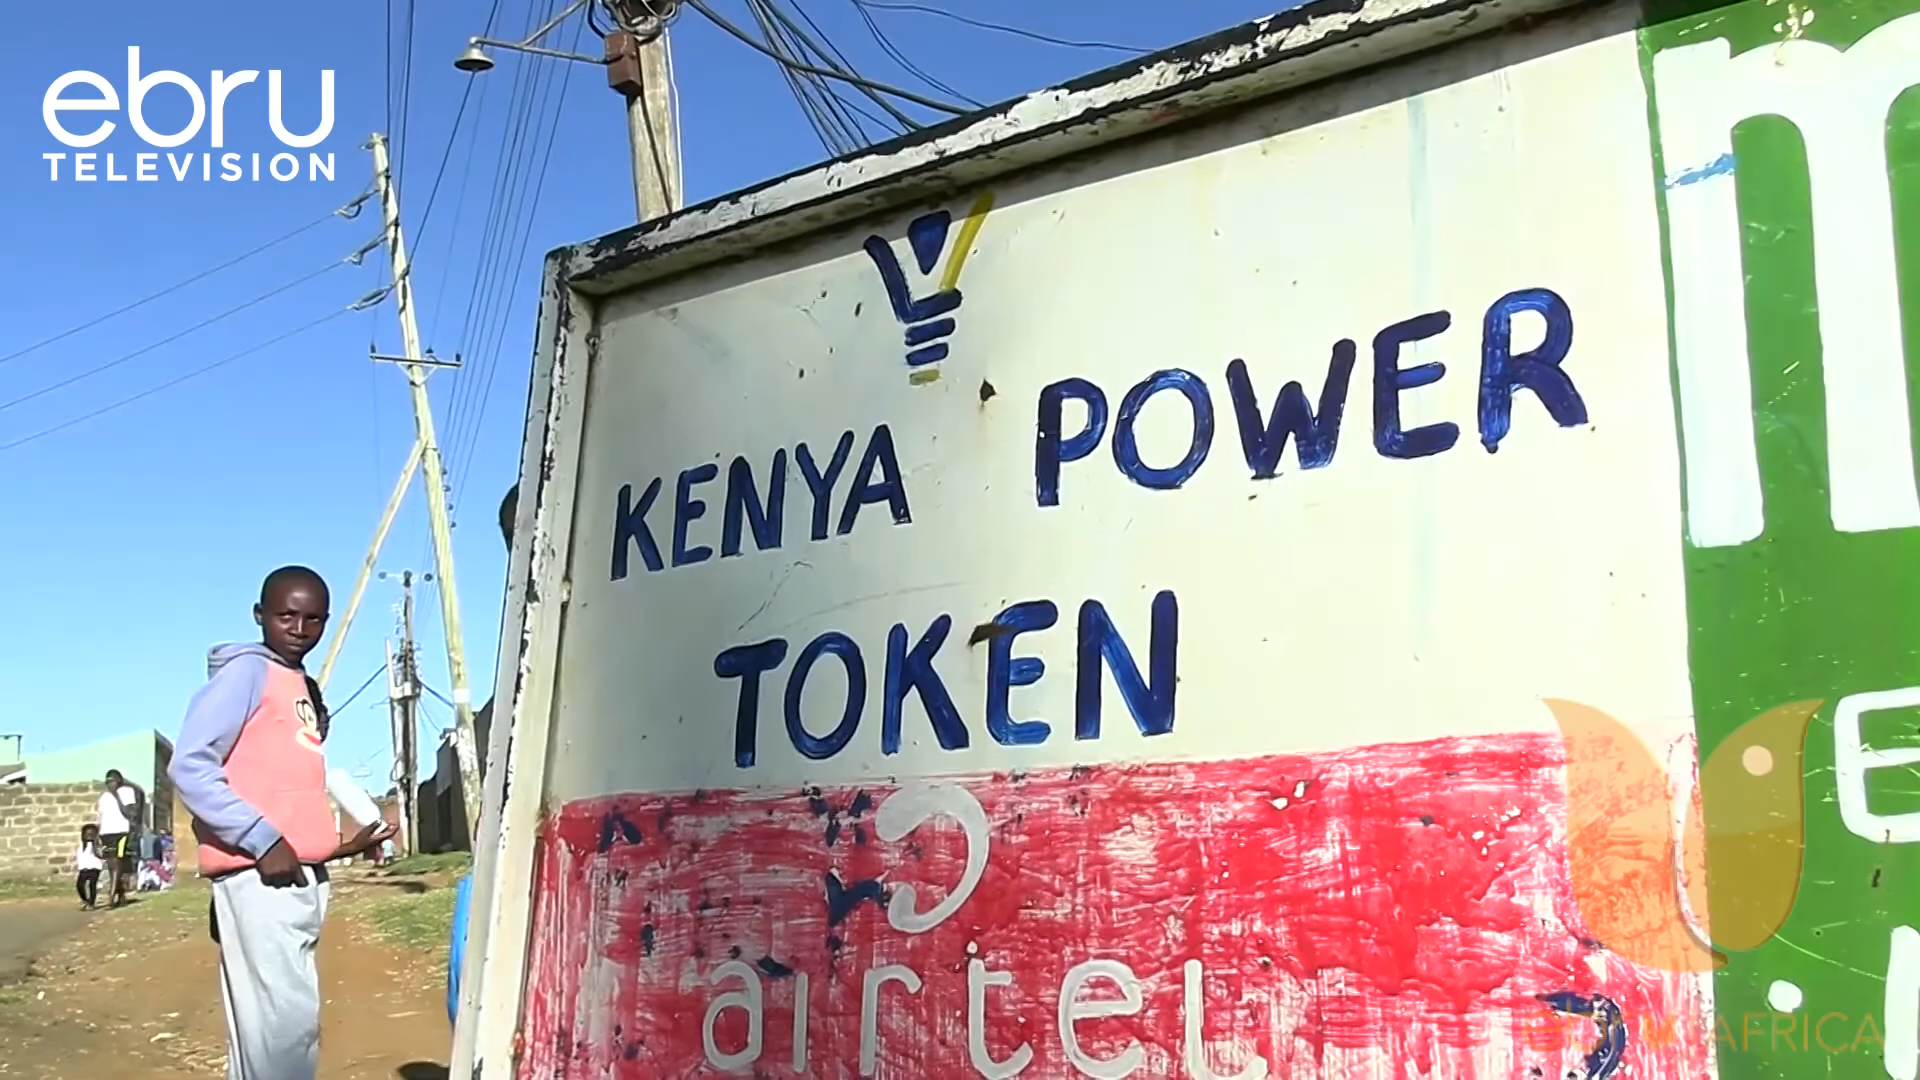 ebru
TELEVISION
KENYA POWER
TOKEN
airtel
AFRICA